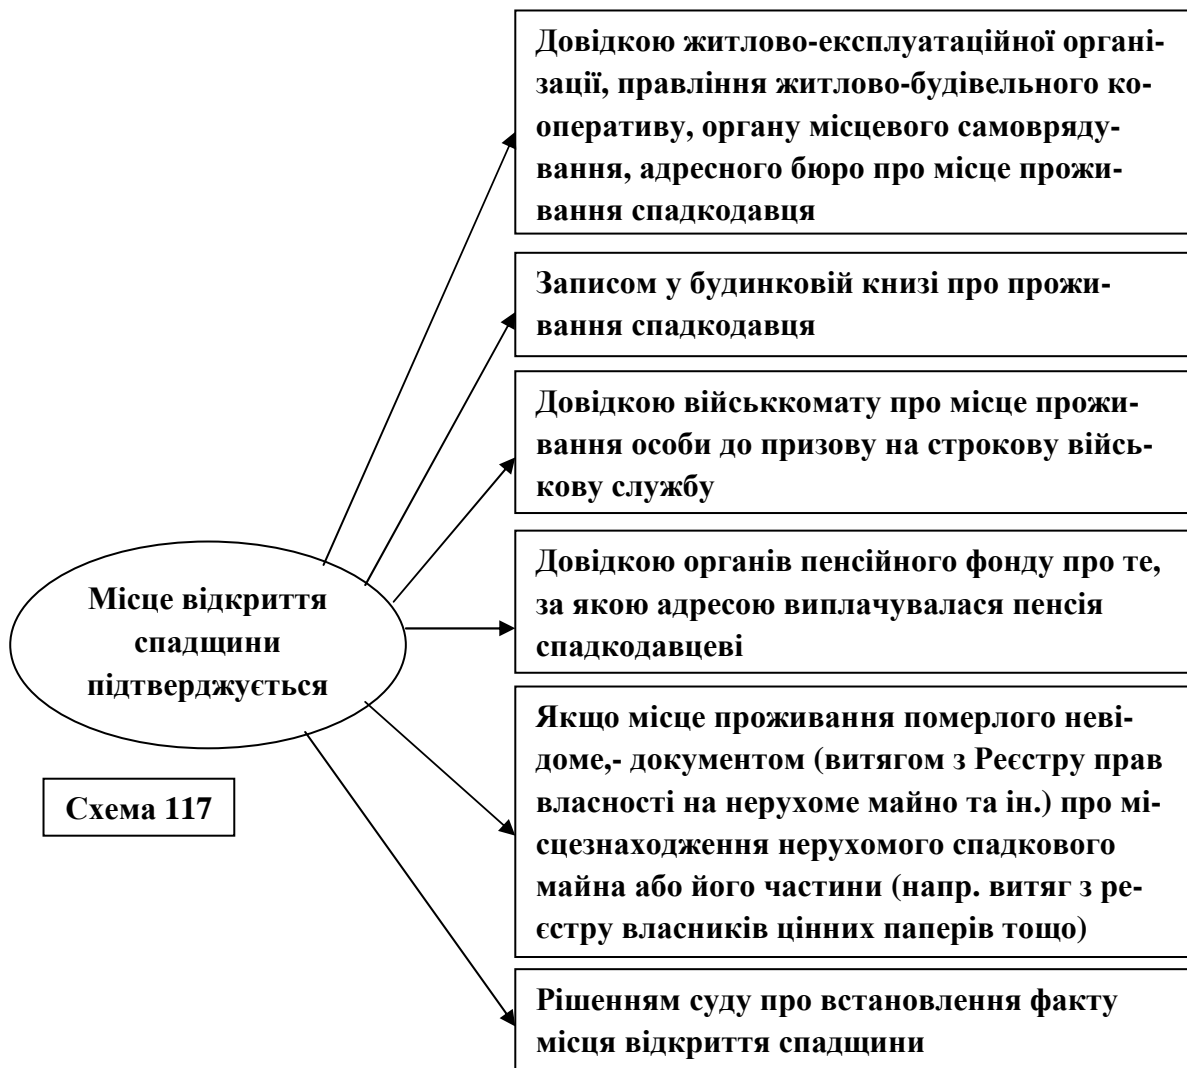 Довідкою житлово-експлуатаційної органі-
зації, правління житлово-будівельного ко-
оперативу, органу місцевого самовряду-
вання, адресного бюро про місце прожи-
вання спадкодавця
Записом у будинковій книзі про прожи-
вання спадкодавця
Довідкою військкомату про місце прожи-
вання особи до призову на строкову війсь-
кову службу
Довідкою органів пенсійного фонду про те,
за якою адресою виплачувалася пенсія
спадкодавцеві
Місце відкриття
спадщини
підтверджується
Якщо місце проживання померлого неві-
доме,- документом (витягом з Реєстру прав
власності на нерухоме майно та ін.) про мі-
сцезнаходження нерухомого спадкового
майна або його частини (напр. витяг з ре-
єстру власників цінних паперів тощо)
Схема 117
Рішенням суду про встановлення факту
місця відкриття спадщини